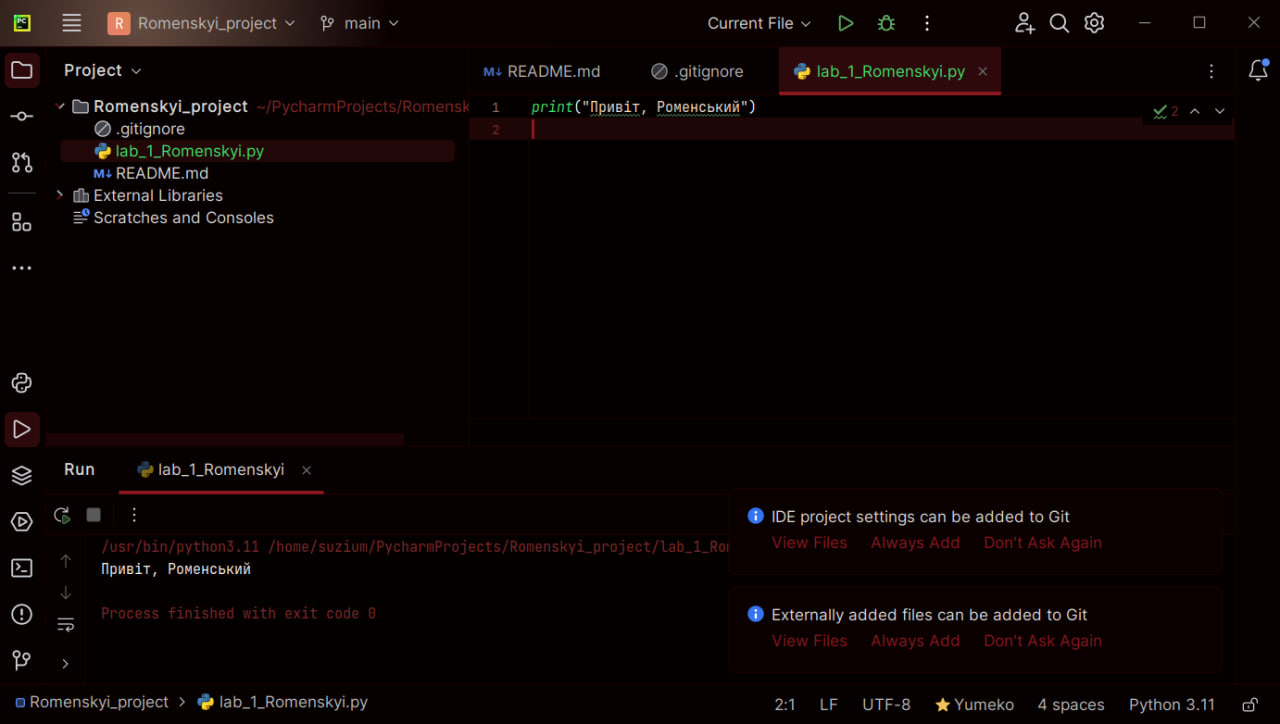 R Romenskyi_project main Current File
Project
README.md .gitignore lab_1_Romenskyi.py
Romenskyi_project ~/PycharmProjects/Romensk
.gitignore
lab_1_Romenskyi.py
README.md
External Libraries
Scratches and Consoles
1 print("Привіт, Роменський")
2
2
Run lab_1_Romenskyi
/usr/bin/python3.11 /home/suzium/PycharmProjects/Romenskyi_project/lab_1_Ro
Привіт, Роменський
Process finished with exit code 0
IDE project settings can be added to Git
View Files Always Add Don't Ask Again
Externally added files can be added to Git
View Files Always Add Don't Ask Again
Romenskyi_project > lab_1_Romenskyi.py 2:1 LF UTF-8 Yumeko 4 spaces Python 3.11